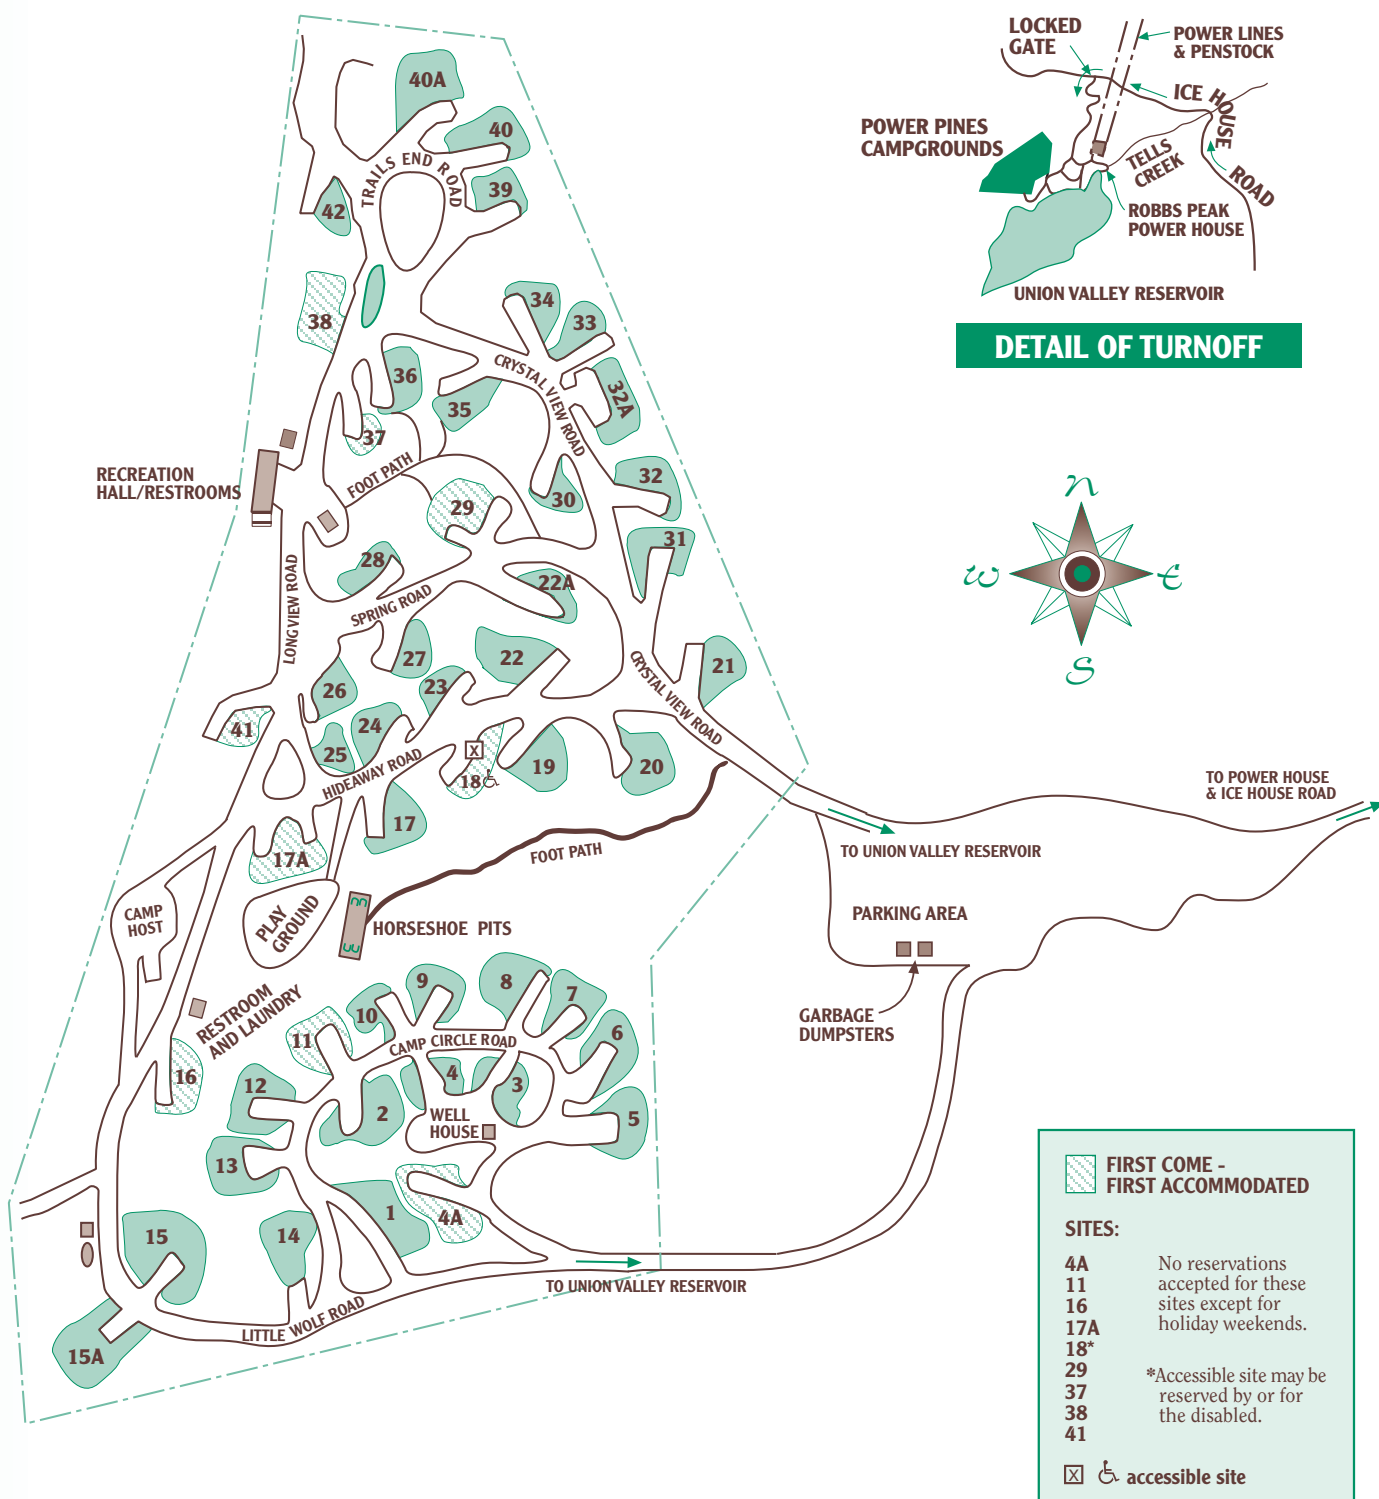 LOCKED
GATE
POWER LINES
& PENSTOCK
ICE HOUSE
ROAD
POWER PINES
CAMPGROUNDS
TELLS
CREEK
ROBBS PEAK
POWER HOUSE
UNION VALLEY RESERVOIR
DETAIL OF TURNOFF
n
w
E
S
40A
40
TRAILS END ROAD
39
42
38
34
33
CRYSTAL VIEW ROAD
36
35
32A
37
RECREATION
HALL/RESTROOMS
FOOT PATH
32
30
29
31
28
22A
LONG VIEW ROAD
SPRING ROAD
27
22
21
CRYSTAL VIEW ROAD
26
23
24
41
25
HIDEAWAY ROAD
X
18
19
20
17
17A
TO POWER HOUSE
& ICE HOUSE ROAD
TO UNION VALLEY RESERVOIR
FOOT PATH
CAMP
HOST
PLAY
GROUND
HORSESHOE PITS
PARKING AREA
GARBAGE
DUMPSTERS
RESTROOM
AND LAUNDRY
9
8
7
10
6
11
CAMP CIRCLE ROAD
16
12
4
3
2
WELL
HOUSE
5
13
1
4A
15
14
TO UNION VALLEY RESERVOIR
LITTLE WOLF ROAD
15A
FIRST COME -
FIRST ACCOMMODATED
SITES:
4A
11
16
17A
18*
29
37
38
41
No reservations
accepted for these
sites except for
holiday weekends.
*Accessible site may be
reserved by or for
the disabled.
X accessible site